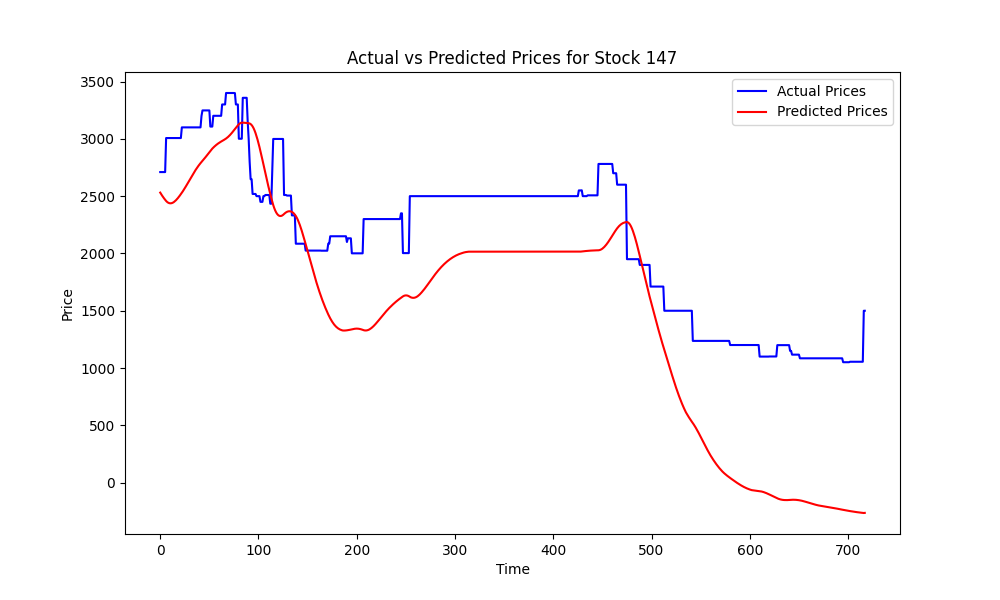 Actual vs Predicted Prices for Stock 147
Actual Prices
Predicted Prices
Price
3500
3000
2500
2000
1500
1000
500
0
0 100 200 300 400 500 600 700
Time